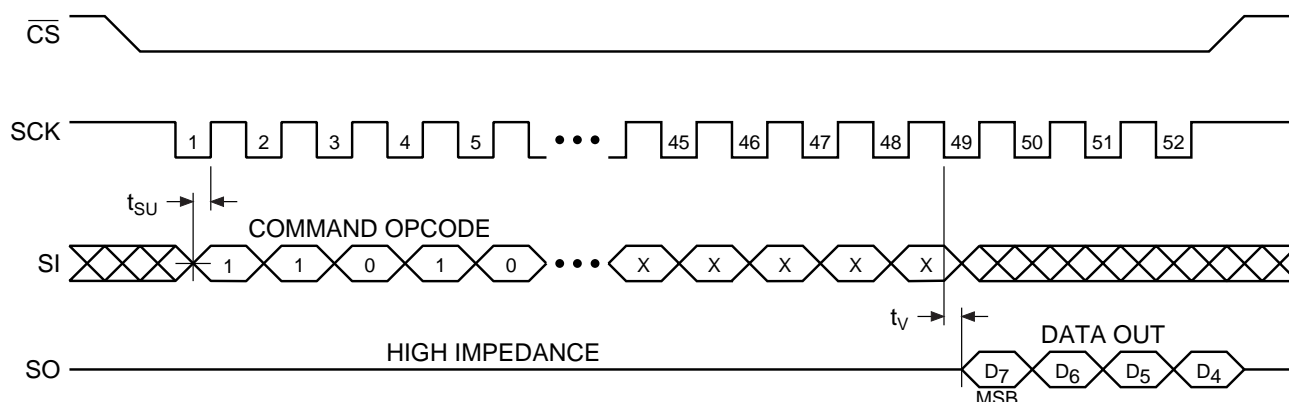 CS
SCK 1 2 3 4 5 ••• 45 46 47 48 49 50 51 52
tSU
COMMAND OPCODE
SI 1 1 0 1 0 ••• X X X X X
tV
DATA OUT
HIGH IMPEDANCE
SO D7 D6 D5 D4
MSB